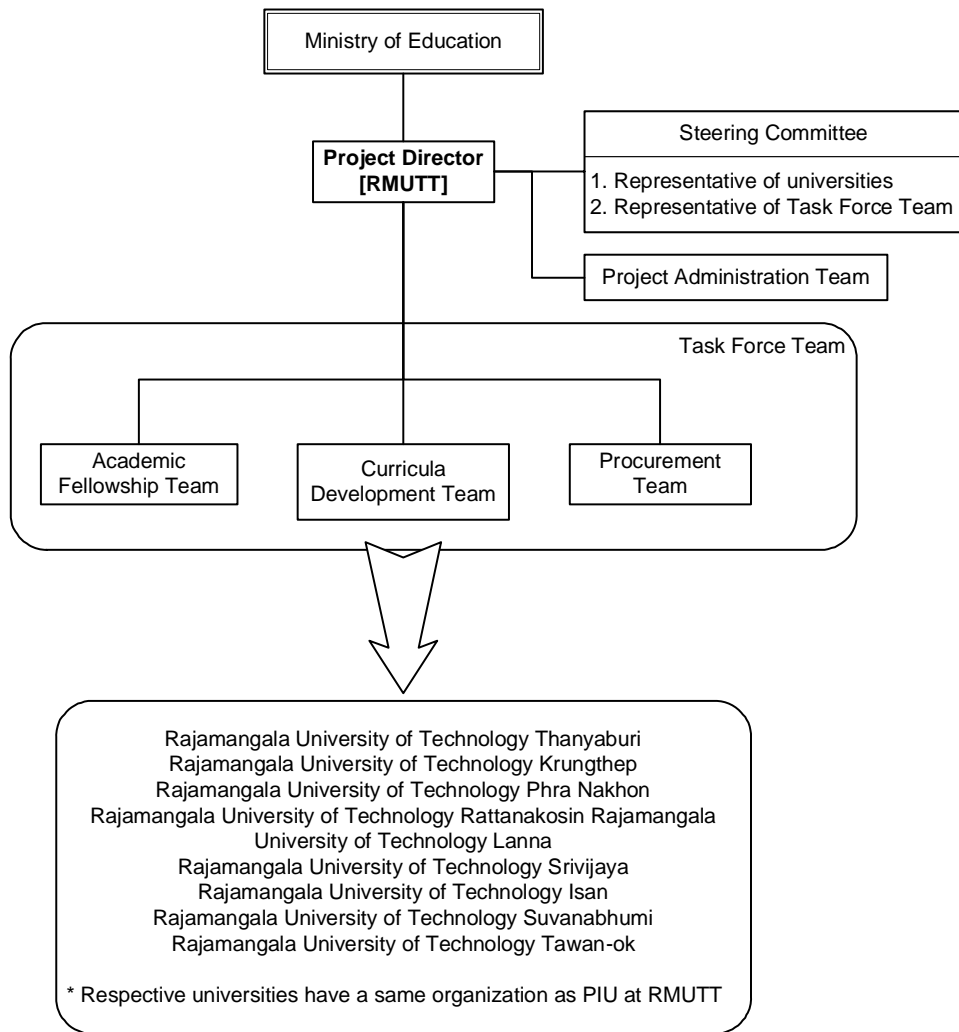 Ministry of Education
Project Director
[RMUTT]
Steering Committee
1. Representative of universities
2. Representative of Task Force Team
Project Administration Team
Task Force Team
Academic
Fellowship Team
Curricula
Development Team
Procurement
Team
Rajamangala University of Technology Thanyaburi
Rajamangala University of Technology Krungthep
Rajamangala University of Technology Phra Nakhon
Rajamangala University of Technology Rattanakosin Rajamangala
University of Technology Lanna
Rajamangala University of Technology Srivijaya
Rajamangala University of Technology Isan
Rajamangala University of Technology Suvanabhumi
Rajamangala University of Technology Tawan-ok
* Respective universities have a same organization as PIU at RMUTT